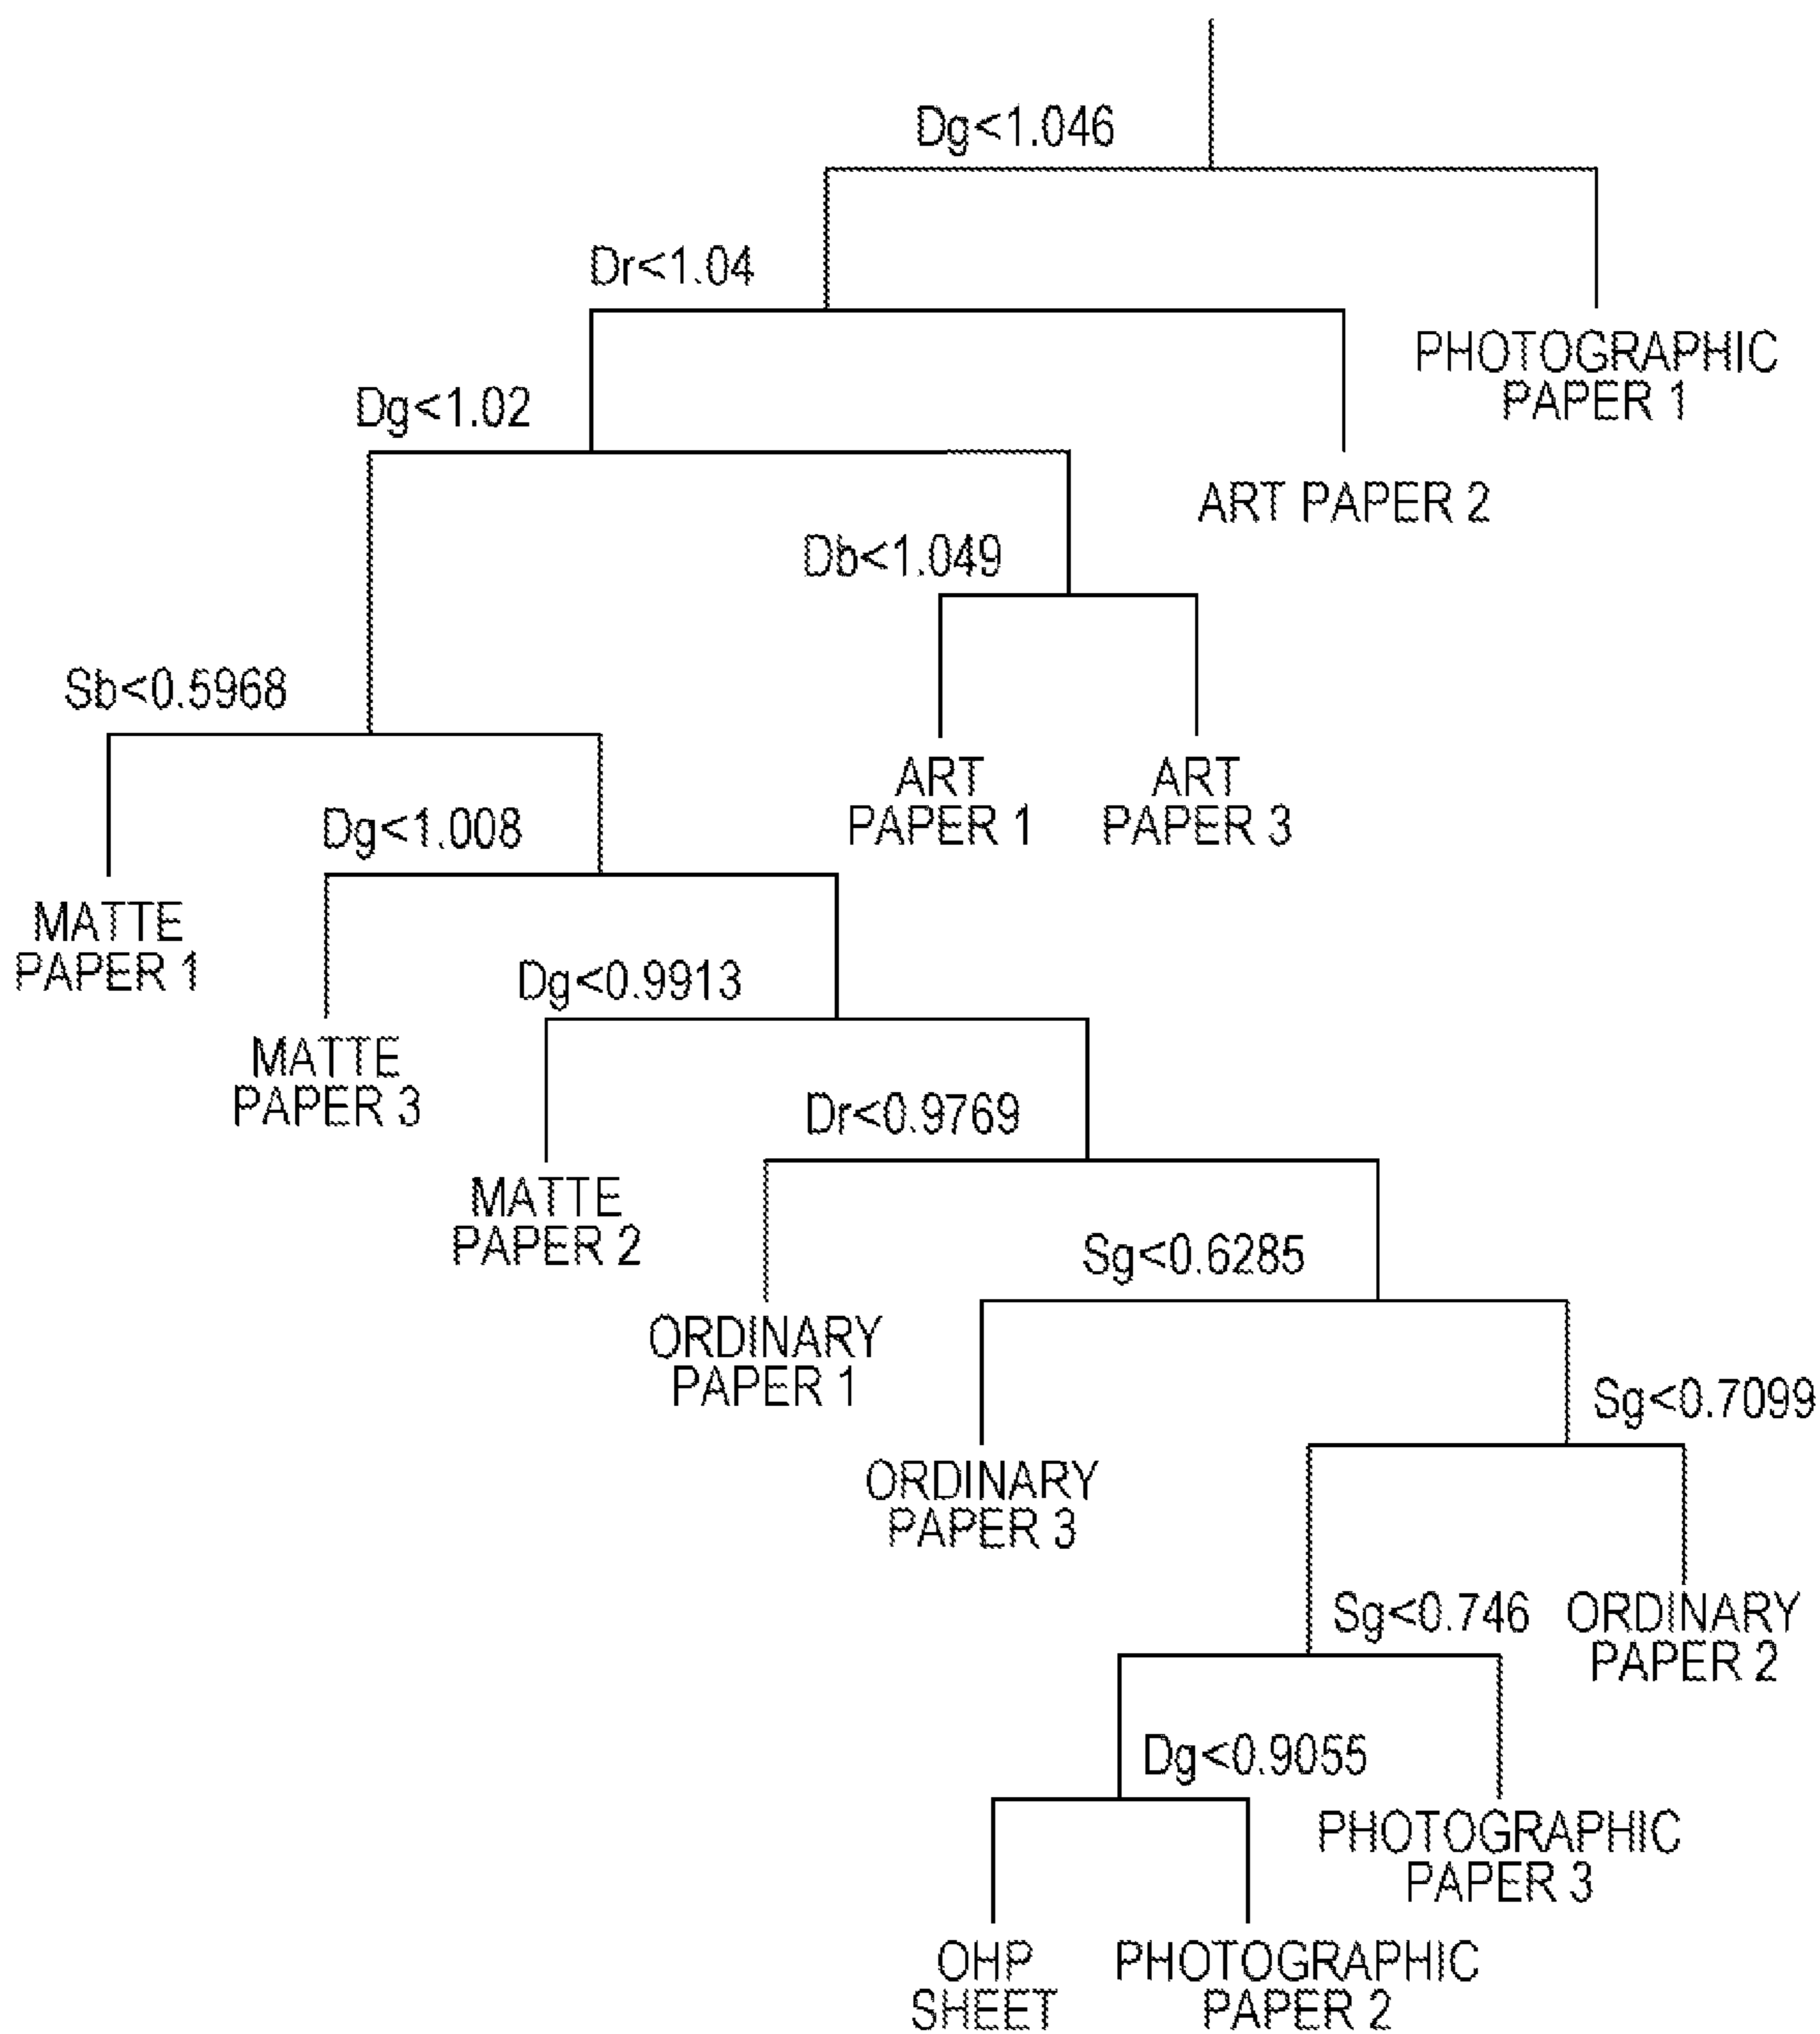 Dg<1.046
Dr<1.04
PHOTOGRAPHIC
PAPER 1
Dg<1.02
ART PAPER 2
Db<1.049
Sb<0.5968
ART
PAPER 1
ART
PAPER 3
Dg<1.008
MATTE
PAPER 1
Dg<0.9913
MATTE
PAPER 3
Dr<0.9769
MATTE
PAPER 2
Sg<0.6285
ORDINARY
PAPER 1
Sg<0.7099
ORDINARY
PAPER 3
Sg<0.746
ORDINARY
PAPER 2
Dg<0.9055
PHOTOGRAPHIC
PAPER 3
OHP
SHEET
PHOTOGRAPHIC
PAPER 2